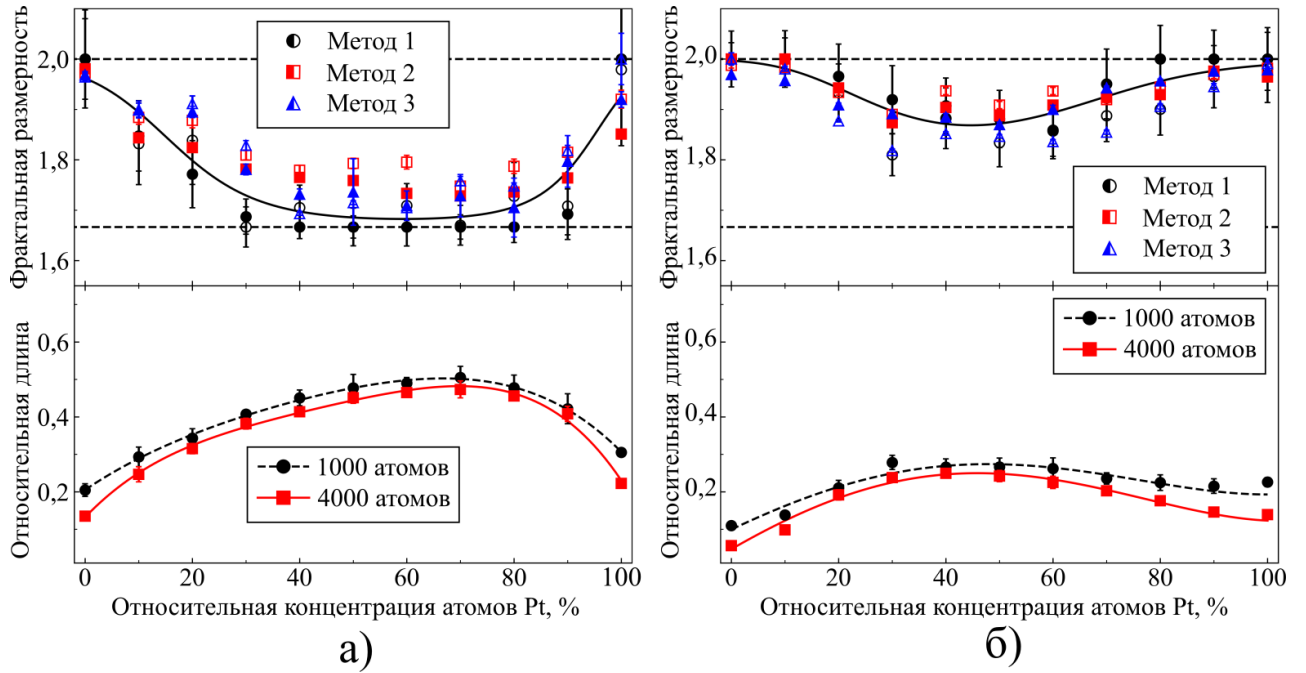 Фрактальная размерность
2,0
1,8
1,6
Метод 1
Метод 2
Метод 3
Относительная длина
0,6
0,4
0,2
1000 атомов
4000 атомов
0 20 40 60 80 100
Относительная концентрация атомов Pt, %
а)
Фрактальная размерность
2,0
1,8
1,6
Метод 1
Метод 2
Метод 3
Относительная длина
0,6
0,4
0,2
1000 атомов
4000 атомов
0 20 40 60 80 100
Относительная концентрация атомов Pt, %
б)